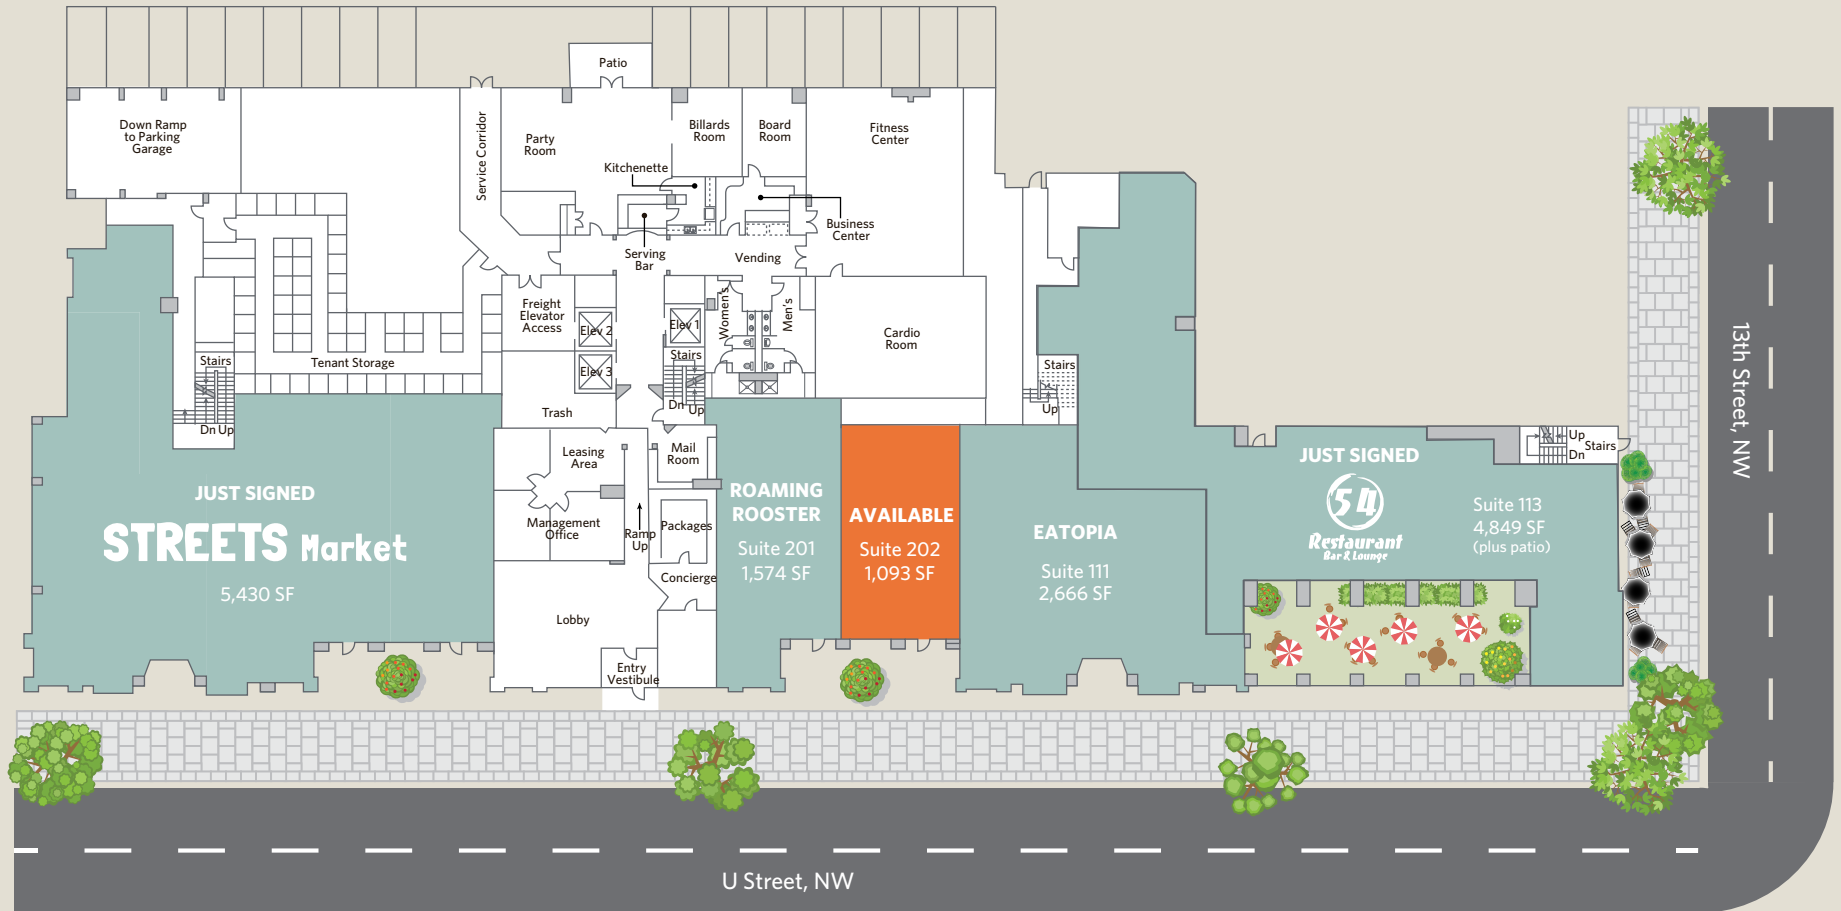 Patio
Down Ramp
to Parking
Garage
Service Corridor
Party
Room
Billards
Room
Board
Room
Fitness
Center
Kitchenette
Business
Center
Serving
Bar
Vending
Freight
Elevator
Access
Elev 2
Elev 1
Women's
Men's
Cardio
Room
Stairs
Tenant Storage
Elev 3
Stairs
Stairs
Trash
Dn Up
Up
Dn Up
Leasing
Area
Mail
Room
Management
Office
Ramp
Up
Packages
Concierge
Lobby
Entry
Vestibule
JUST SIGNED
STREETS Market
5,430 SF
ROAMING
ROOSTER
Suite 201
1,574 SF
AVAILABLE
Suite 202
1,093 SF
EATOPIA
Suite 111
2,666 SF
JUST SIGNED
54
Restaurant
Bar & Lounge
Suite 113
4,849 SF
(plus patio)
Up
Stairs
Dn
13th Street, NW
U Street, NW